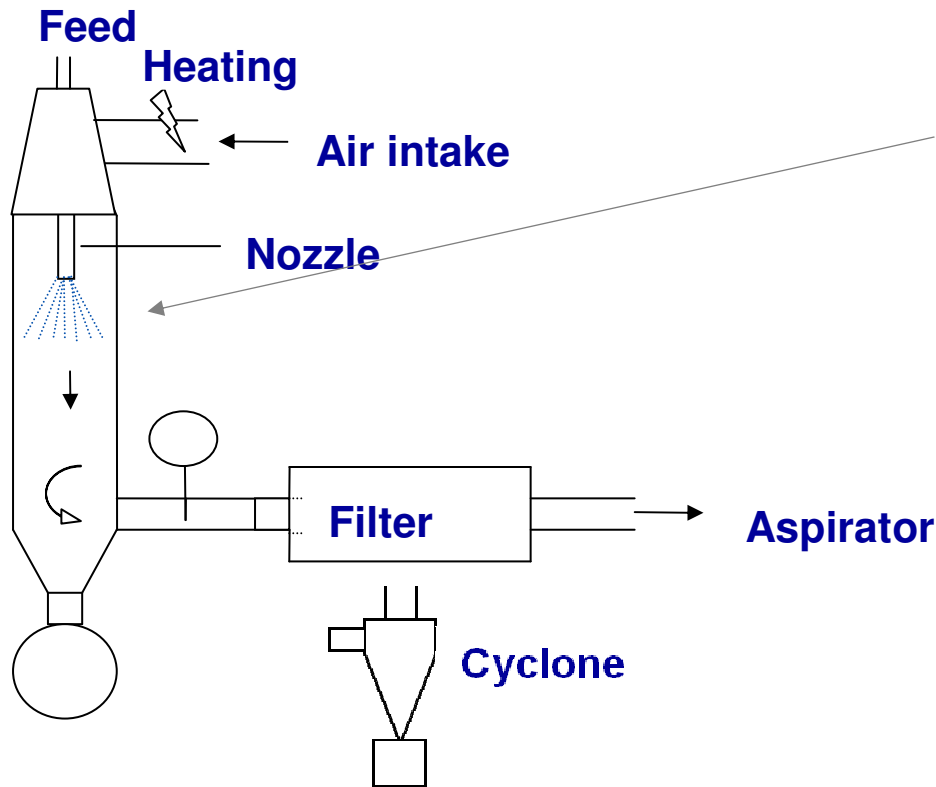 Feed
Heating
Air intake
Nozzle
Filter
Aspirator
Cyclone